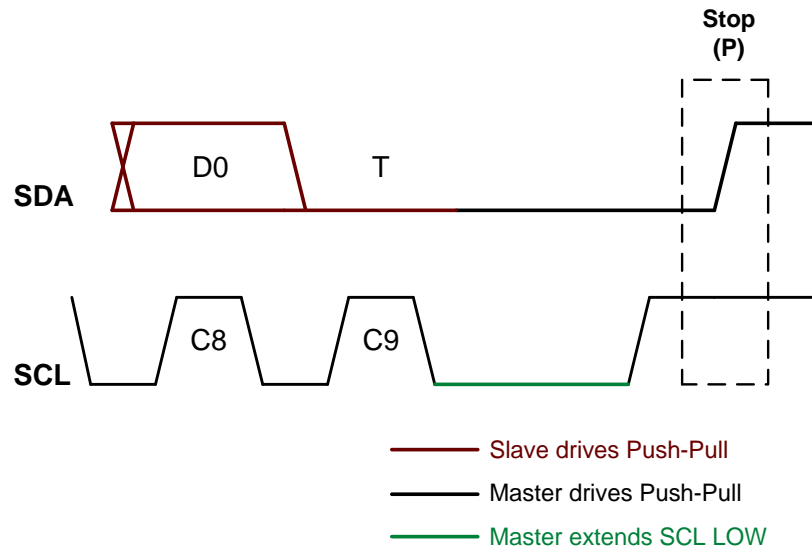 Stop
(P)
D0
T
SDA
C8
C9
SCL
Slave drives Push-Pull
Master drives Push-Pull
Master extends SCL LOW